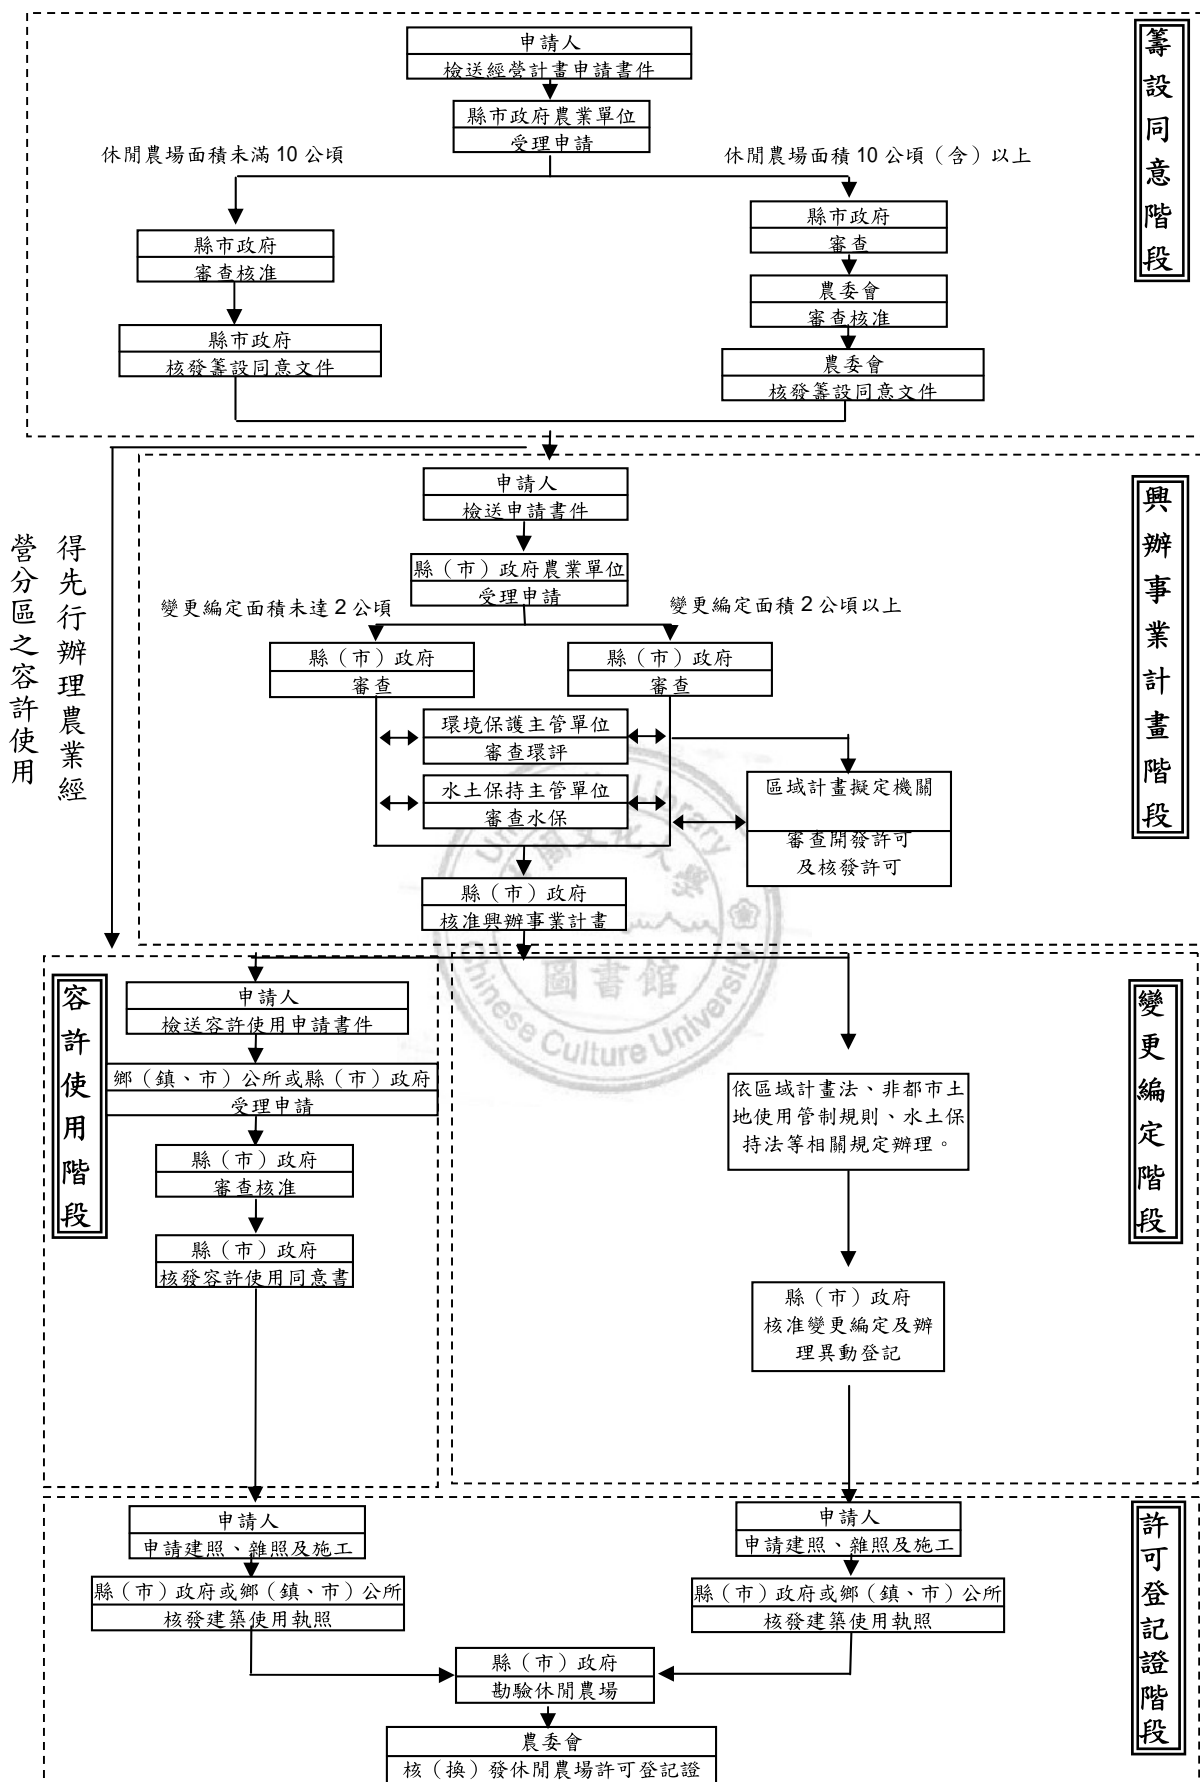 籌設同意階段
申請人
檢送經營計畫申請書件
縣市政府農業單位
受理申請
休閒農場面積未滿 10 公頃
休閒農場面積 10 公頃（含）以上
縣市政府
審查核准
縣市政府
核發籌設同意文件
縣市政府
審查
農委會
審查核准
農委會
核發籌設同意文件
得先行辦理農業經
營分區之容許使用
興辦事業計畫階段
申請人
檢送申請書件
縣（市）政府農業單位
受理申請
變更編定面積未達 2 公頃
變更編定面積 2 公頃以上
縣（市）政府
審查
縣（市）政府
審查
環境保護主管單位
審查環評
水土保持主管單位
審查水保
區域計畫擬定機關
審查開發許可
及核發許可
縣（市）政府
核准興辦事業計畫
容許使用階段
申請人
檢送容許使用申請書件
鄉（鎮、市）公所或縣（市）政府
受理申請
縣（市）政府
審查核准
縣（市）政府
核發容許使用同意書
變更編定階段
依區域計畫法、非都市土
地使用管制規則、水土保
持法等相關規定辦理。
縣（市）政府
核准變更編定及辦
理異動登記
許可登記證階段
申請人
申請建照、雜照及施工
縣（市）政府或鄉（鎮、市）公所
核發建築使用執照
申請人
申請建照、雜照及施工
縣（市）政府或鄉（鎮、市）公所
核發建築使用執照
縣（市）政府
勘驗休閒農場
農委會
核（換）發休閒農場許可登記證
圖書館
Chinese Culture University